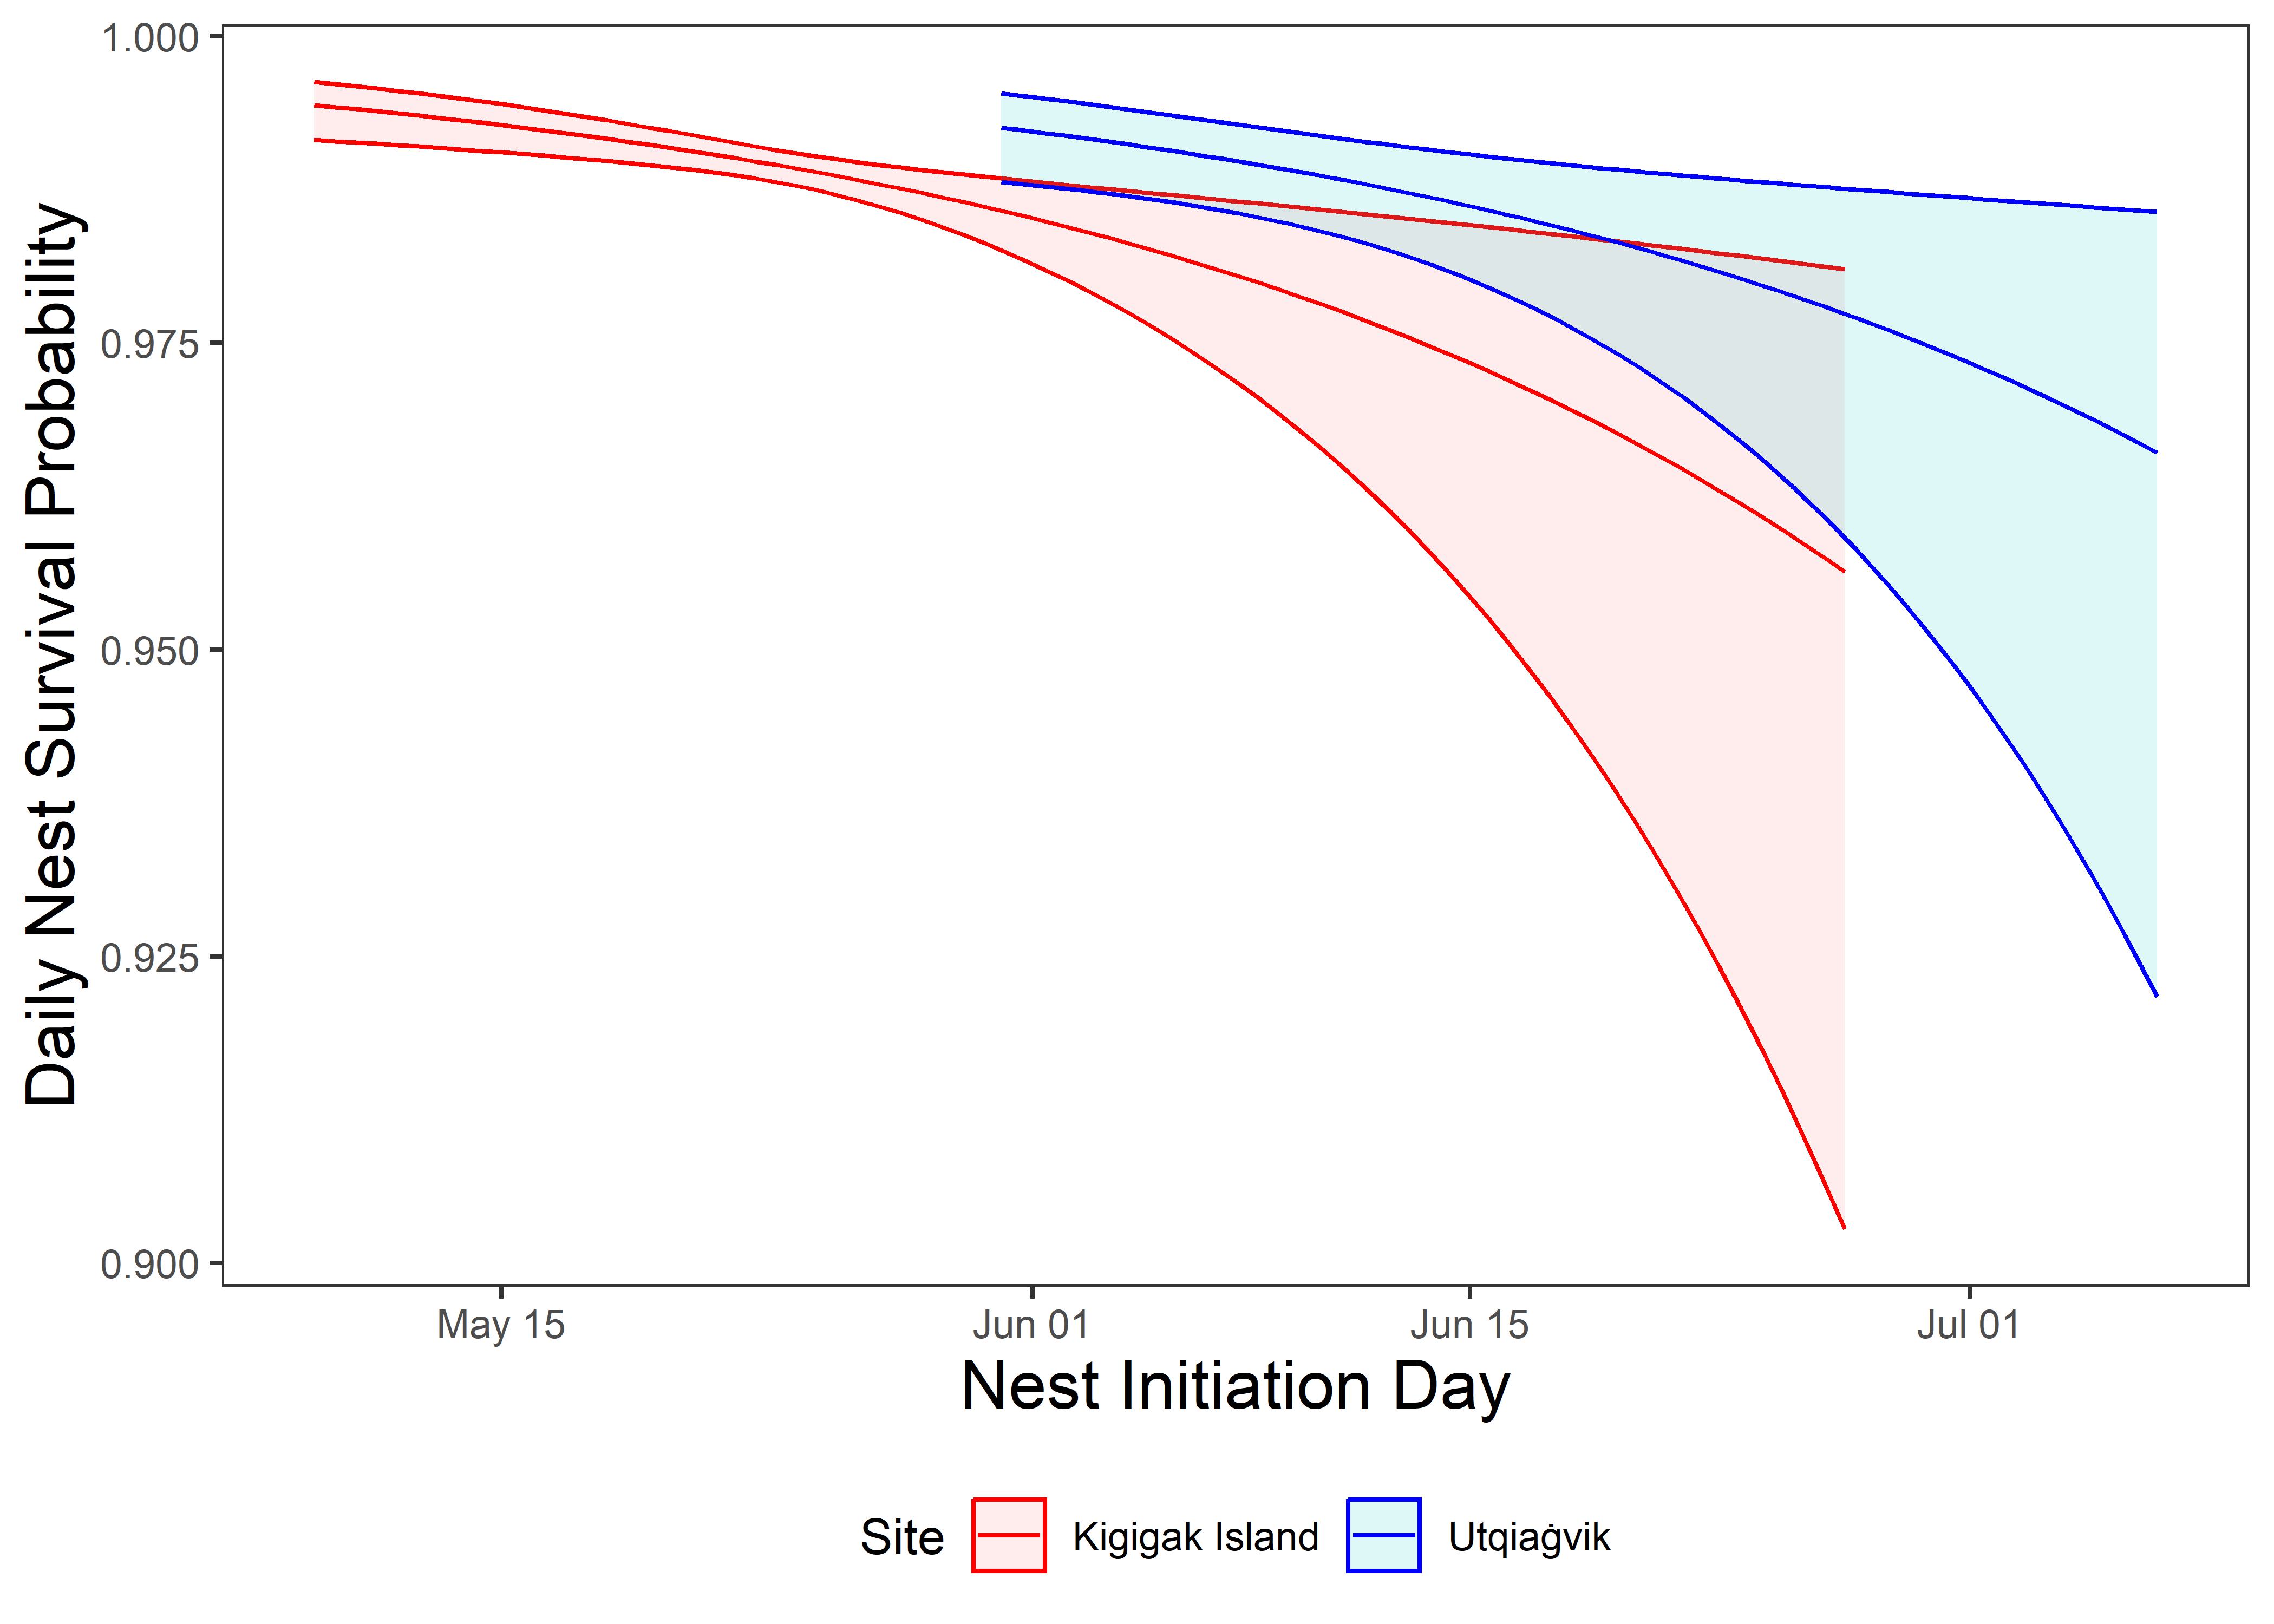 Daily Nest Survival Probability
1.000
0.975
0.950
0.925
0.900
May 15 Jun 01 Jun 15 Jul 01
Nest Initiation Day
Site Kigigak Island Utqiaġvik